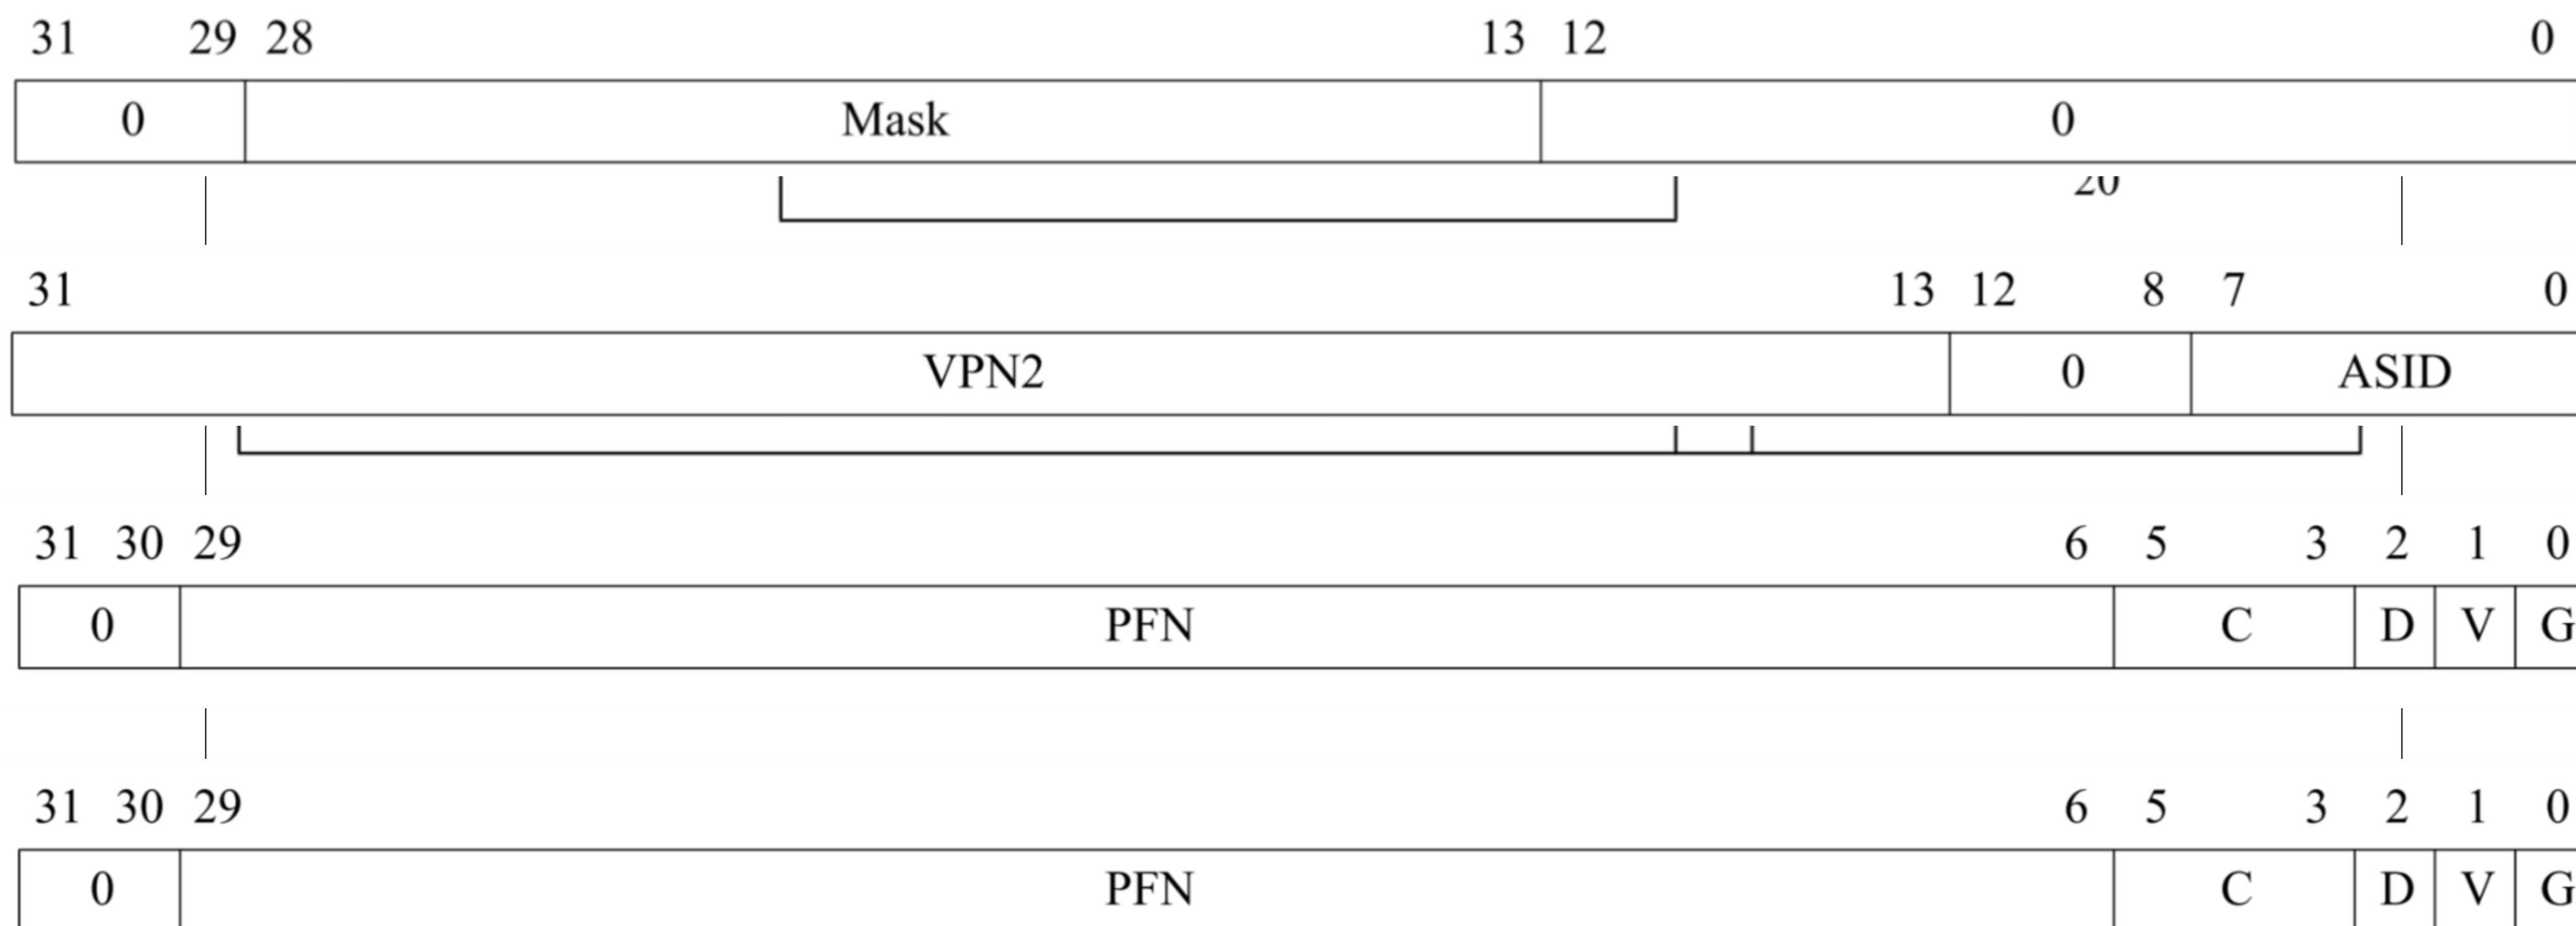 31 29 28 13 12 0
0 Mask 0
20
31 13 12 8 7 0
VPN2 0 ASID
31 30 29 6 5 3 2 1 0
0 PFN C D V G
31 30 29 6 5 3 2 1 0
0 PFN C D V G